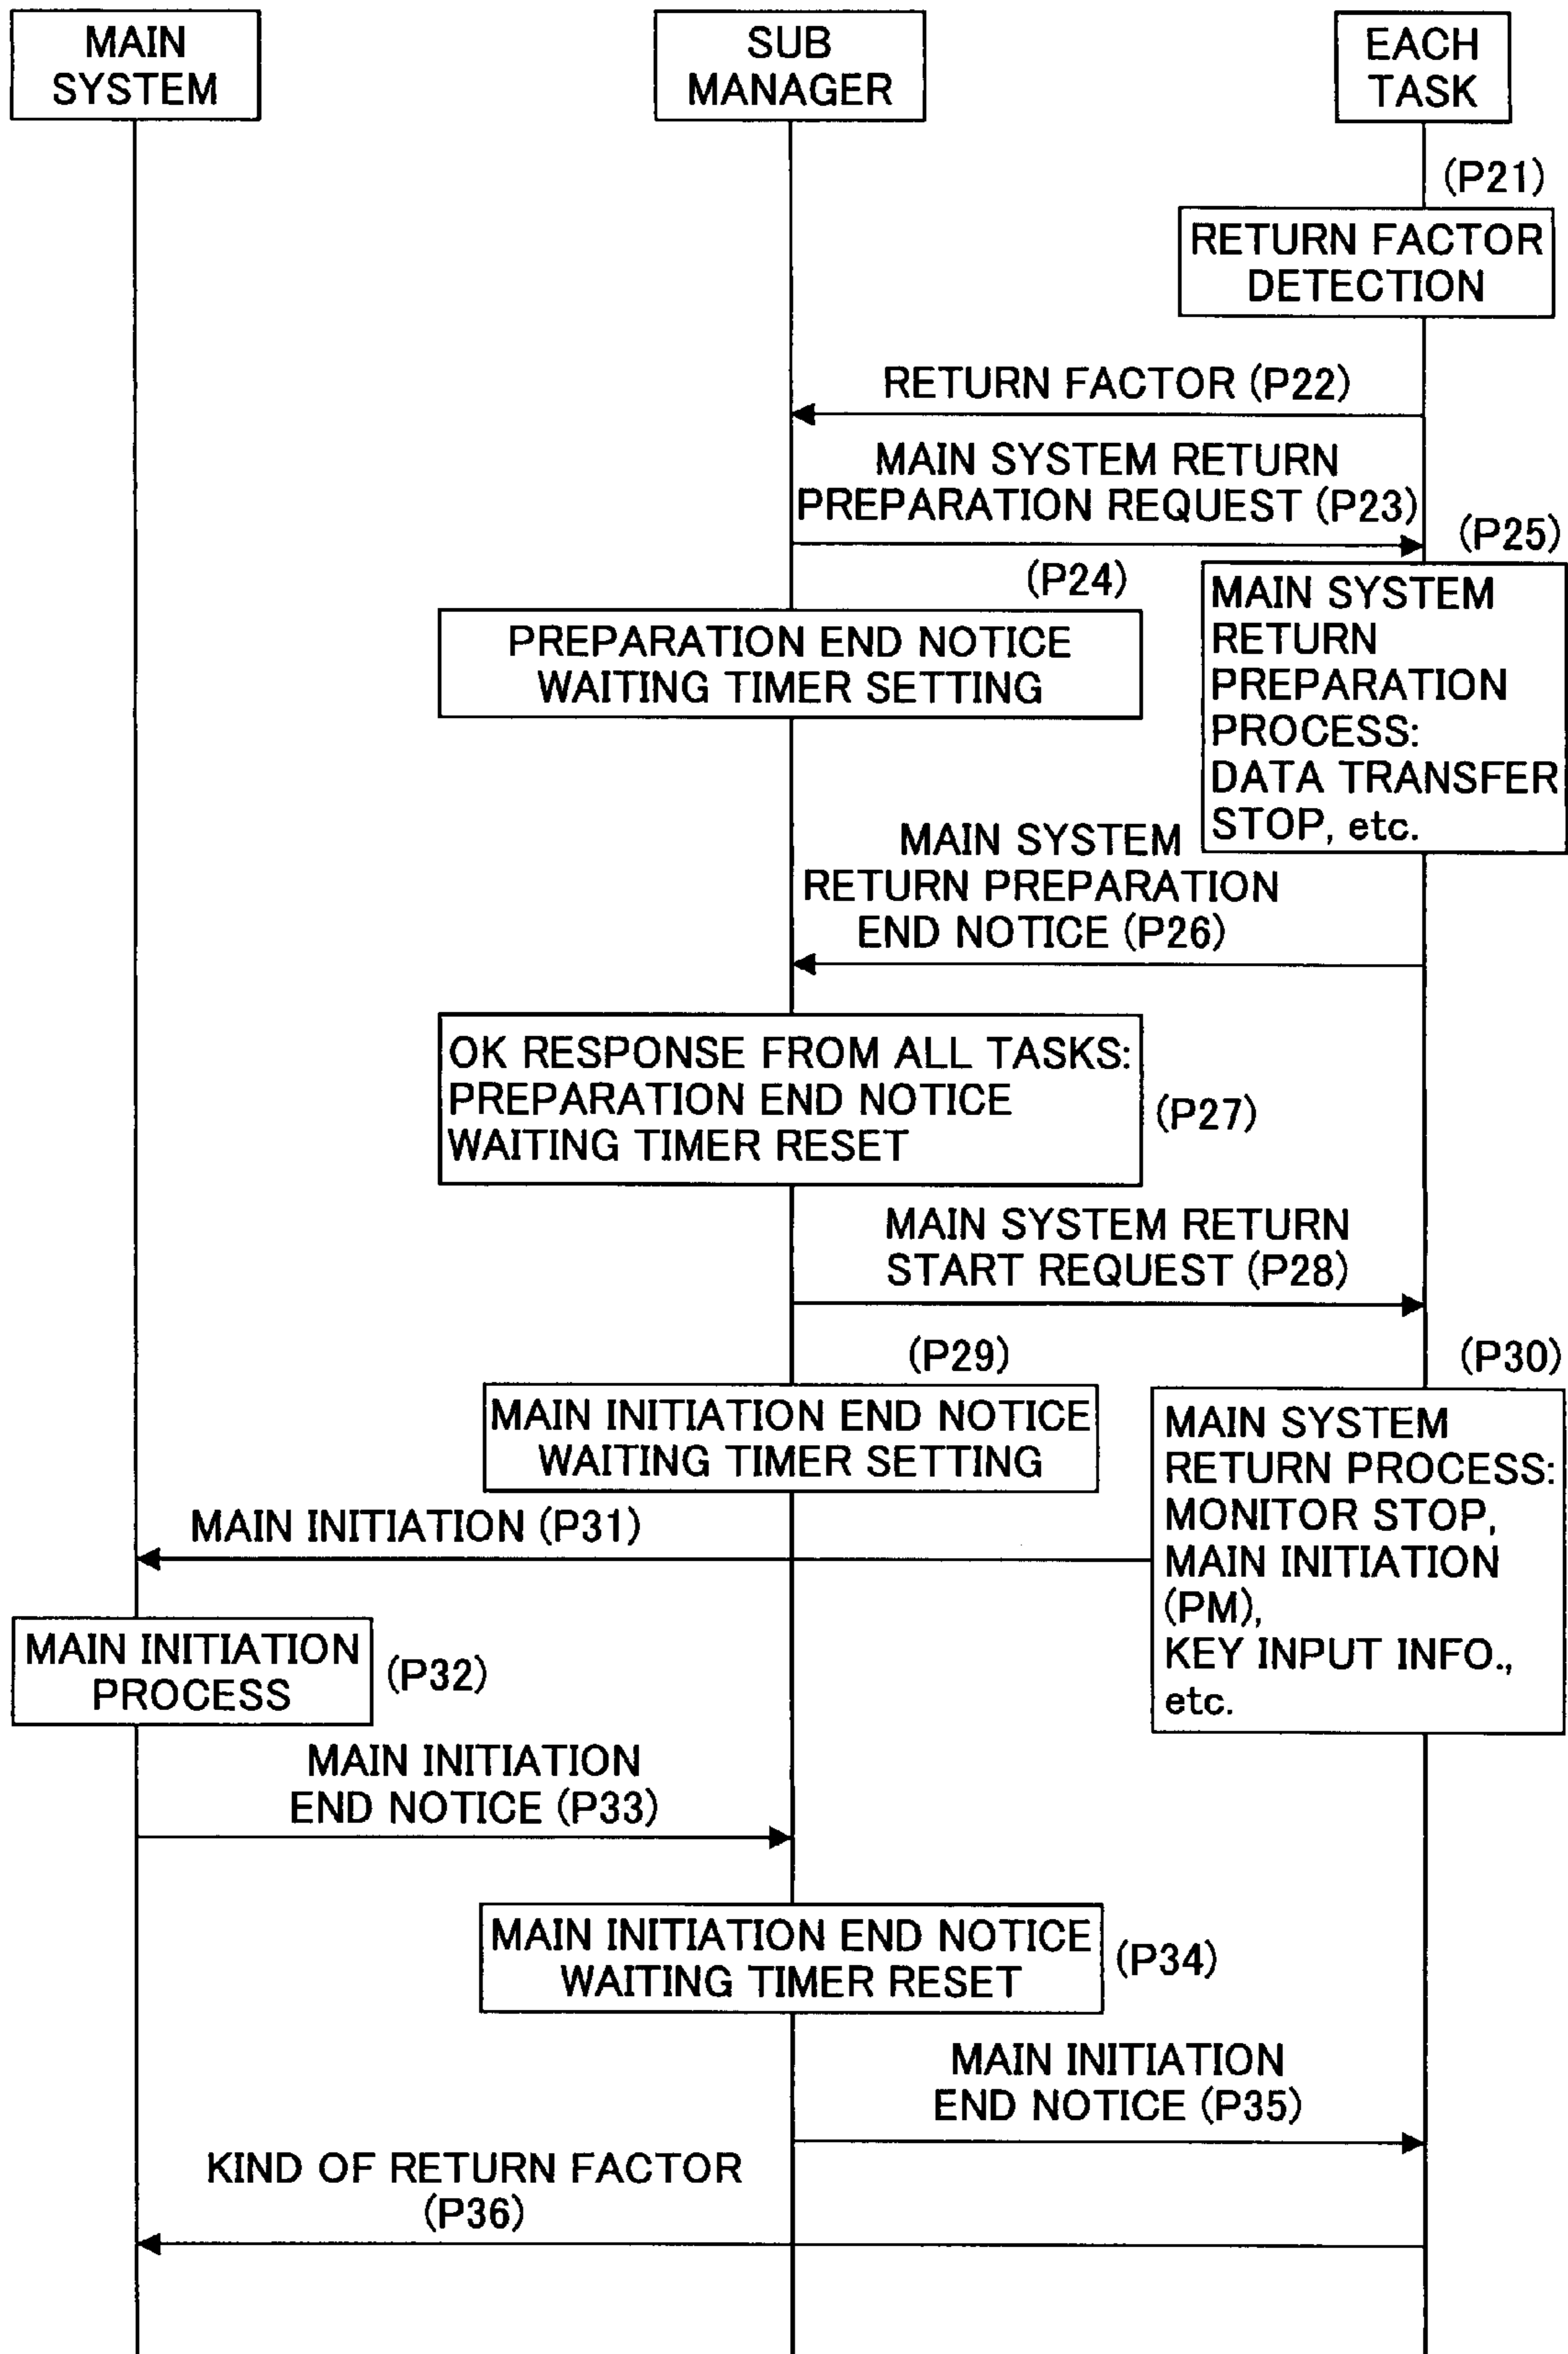 MAIN
SYSTEM
SUB
MANAGER
EACH
TASK
(P21)
RETURN FACTOR
DETECTION
RETURN FACTOR (P22)
MAIN SYSTEM RETURN
PREPARATION REQUEST (P23)
(P24)
PREPARATION END NOTICE
WAITING TIMER SETTING
(P25)
MAIN SYSTEM
RETURN
PREPARATION
PROCESS:
DATA TRANSFER
STOP, etc.
MAIN SYSTEM
RETURN PREPARATION
END NOTICE (P26)
OK RESPONSE FROM ALL TASKS:
PREPARATION END NOTICE
WAITING TIMER RESET
(P27)
MAIN SYSTEM RETURN
START REQUEST (P28)
(P29)
MAIN INITIATION END NOTICE
WAITING TIMER SETTING
(P30)
MAIN SYSTEM
RETURN PROCESS:
MONITOR STOP,
MAIN INITIATION
(PM),
KEY INPUT INFO.,
etc.
MAIN INITIATION (P31)
MAIN INITIATION
PROCESS
(P32)
MAIN INITIATION
END NOTICE (P33)
MAIN INITIATION END NOTICE
WAITING TIMER RESET
(P34)
MAIN INITIATION
END NOTICE (P35)
KIND OF RETURN FACTOR
(P36)